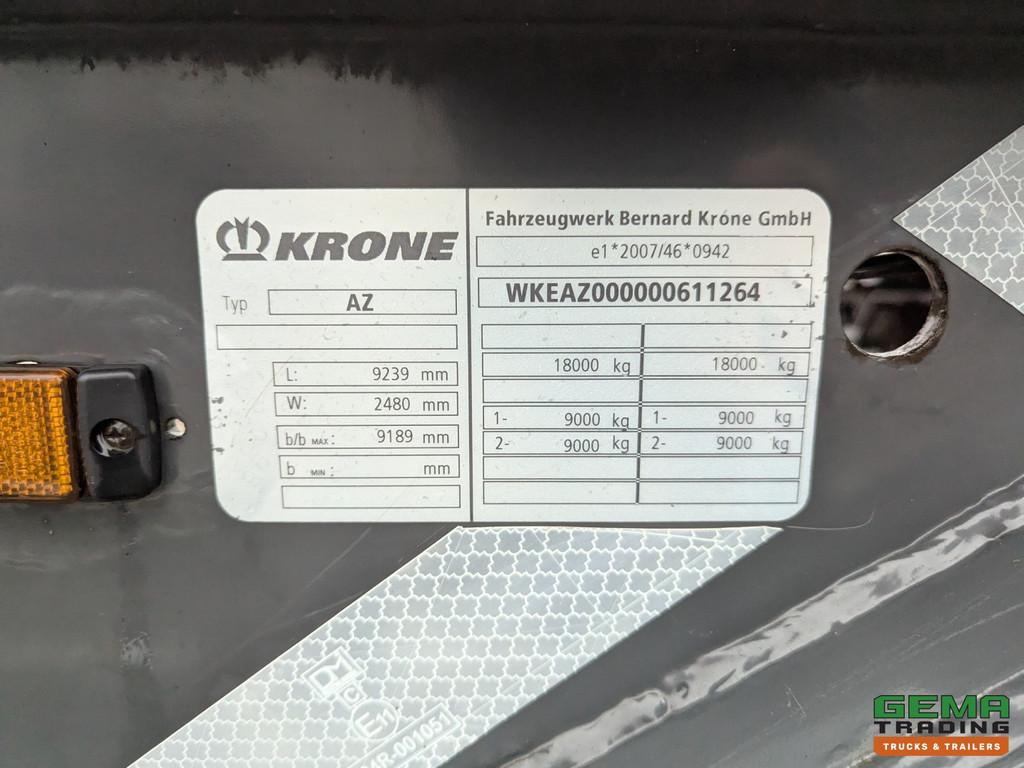 KRONE
Typ AZ
L: 9239 mm
W: 2480 mm
b/b MAX: 9189 mm
b MIN: mm
Fahrzeugwerk Bernard Krone GmbH
e1*2007/46*0942
WKEAZ000000611264
18000 kg 18000 kg
1- 9000 kg 1- 9000 kg
2- 9000 kg 2- 9000 kg
C
E11
001051
GEMA
TRADING
TRUCKS & TRAILERS